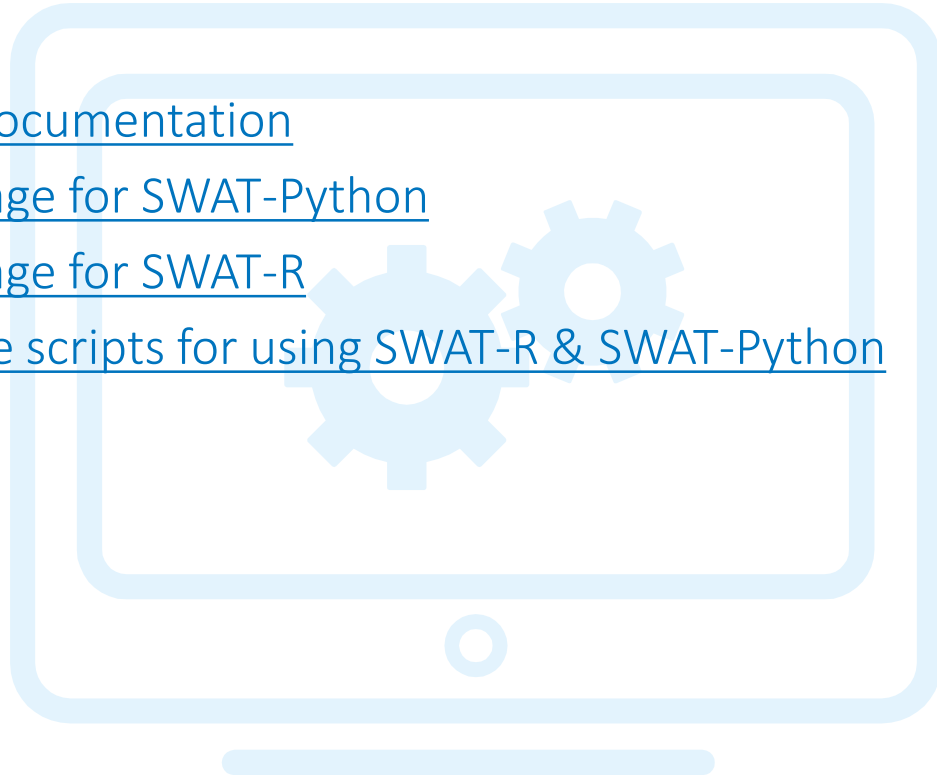 ocumentation
ge for SWAT-Python
ge for SWAT-R
e scripts for using SWAT-R & SWAT-Python